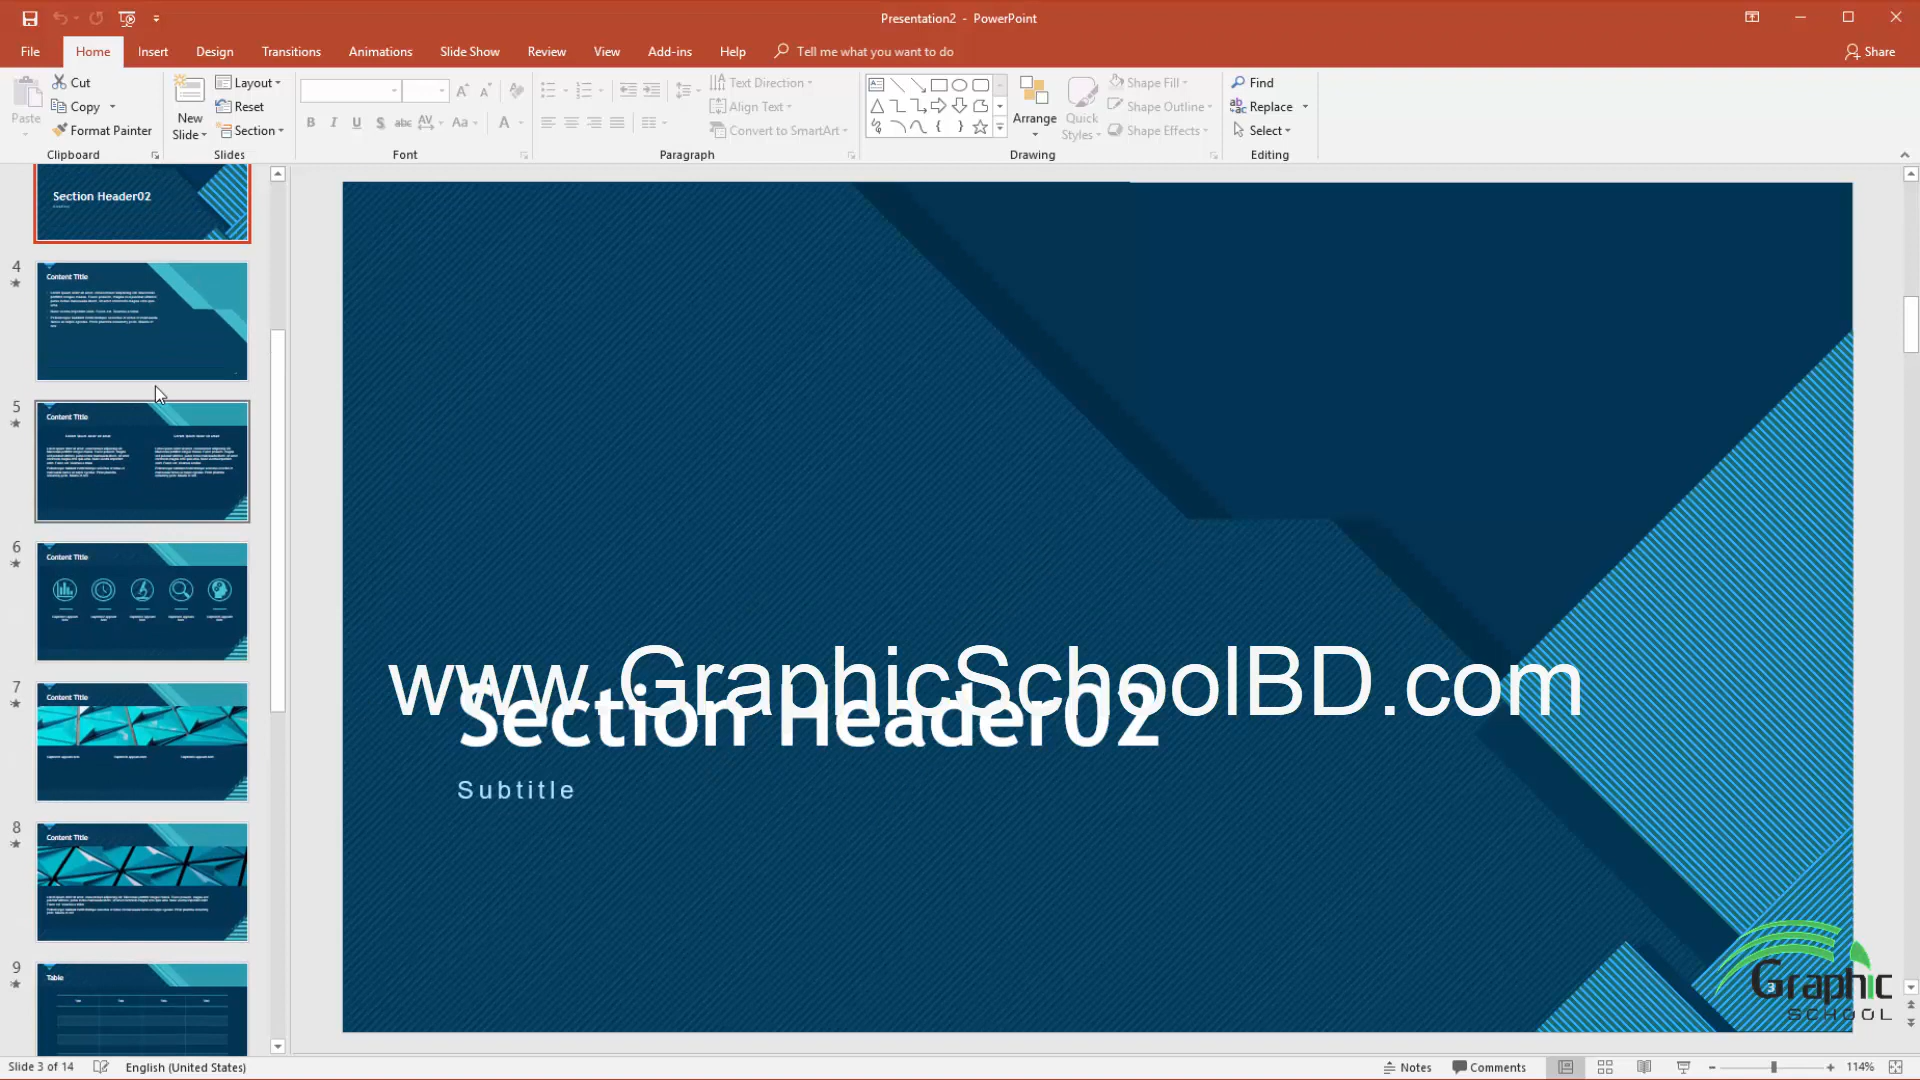 Presentation2 - PowerPoint
File Home Insert Design Transitions Animations Slide Show Review View Add-ins Help Tell me what you want to do Share
Paste
Cut
Copy
Format Painter
Clipboard
New Slide
Layout
Reset
Section
Slides
Font
Text Direction
Align Text
Convert to SmartArt
Paragraph
Arrange
Quick Styles
Shape Fill
Shape Outline
Shape Effects
Drawing
Find
Replace
Select
Editing
Section Header02
4
Content Title
5
Content Title
6
Content Title
7
Content Title
8
Content Title
9
Table
www.GraphicSchoolBD.com
Section Header02
Subtitle
3
Graphic
SCHOOL
Slide 3 of 14 English (United States) Notes Comments 114%